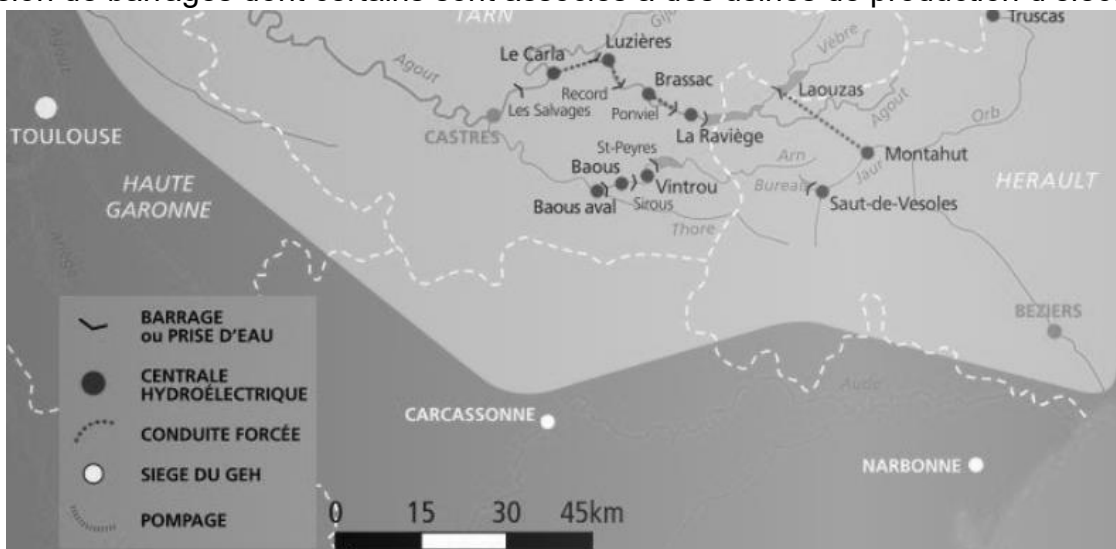 TARN
Truscas
Agout
Luzières
Vèbre
Le Carla
Agout
Record
Brassac
Laouzas
Les Salvages
Ponviel
Agout
Orb
TOULOUSE
CASTRES
La Raviège
St-Peyres
Montahut
Baous
Arn
Jaur
HAUTE
GARONNE
Vintrou
Bureau
HERAULT
Baous aval
Sirous
Saut-de-Vesoles
Thore
Ariège
BEZIERS
BARRAGE
ou PRISE D'EAU
CENTRALE
HYDROÉLECTRIQUE
Aude
CARCASSONNE
CONDUITE FORCÉE
SIEGE DU GEH
NARBONNE
POMPAGE
0 15 30 45km